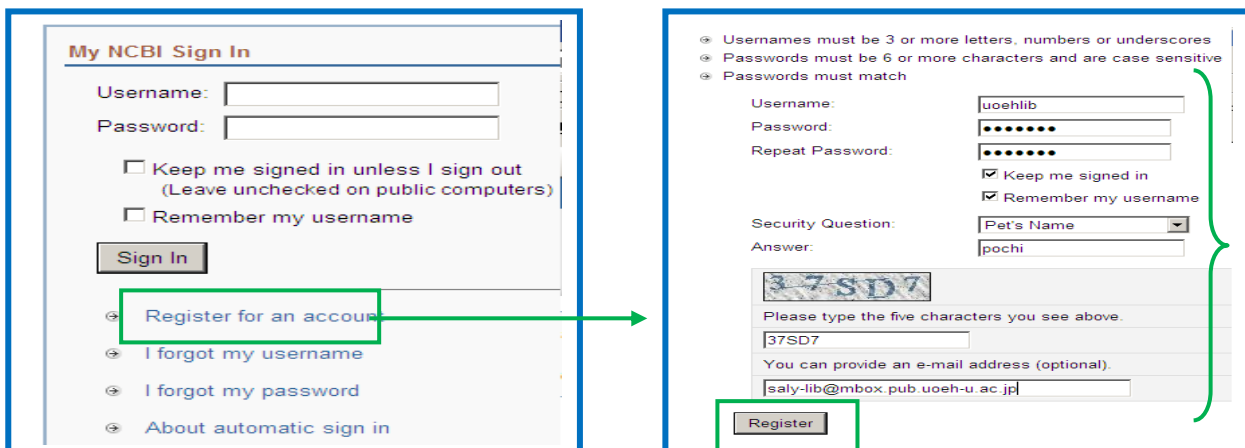 My NCBI Sign In
Username:
Password:
Keep me signed in unless I sign out
(Leave unchecked on public computers)
Remember my username
Sign In
Register for an account
I forgot my username
I forgot my password
About automatic sign in
Usernames must be 3 or more letters, numbers or underscores
Passwords must be 6 or more characters and are case sensitive
Passwords must match
Username: uoehlib
Password: ●●●●●●●
Repeat Password: ●●●●●●●
Keep me signed in
Remember my username
Security Question: Pet's Name
Answer: pochi
37SD7
Please type the five characters you see above.
37SD7
You can provide an e-mail address (optional).
saly-lib@mbox.pub.uoeh-u.ac.jp
Register